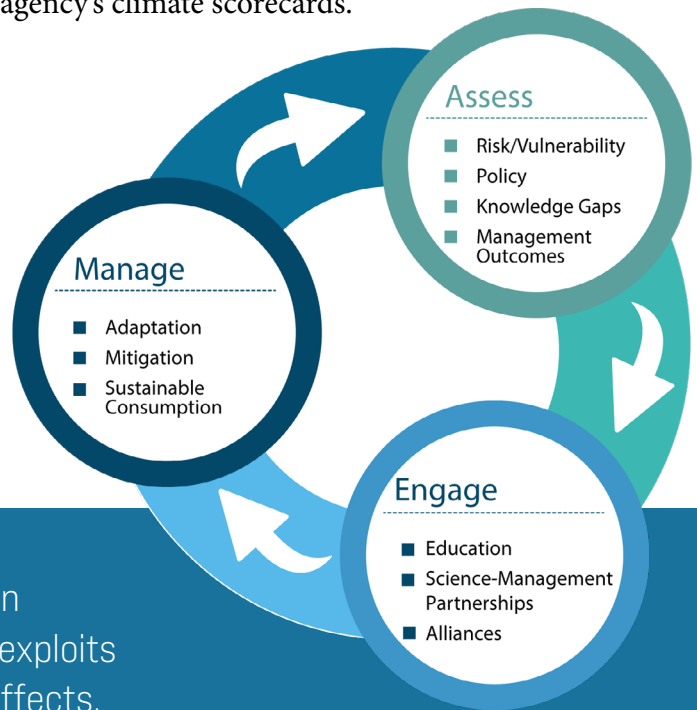 agency's climate scorecards.
Assess
Risk/Vulnerability
Policy
Knowledge Gaps
Management
Outcomes
Manage
Adaptation
Mitigation
Sustainable
Consumption
Engage
Education
Science-Management
Partnerships
Alliances
n
exploits
ffects.